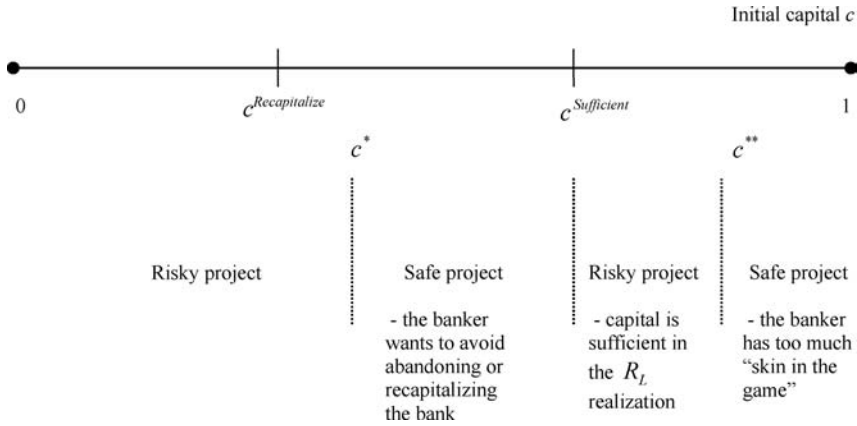 Initial capital c
0
c^Recapitalize
c^Sufficient
1
c^*
c^**
Risky project
Safe project
Risky project
Safe project
- the banker
wants to avoid
abandoning or
recapitalizing
the bank
- capital is
sufficient in
the R_L
realization
- the banker
has too much
“skin in the
game”